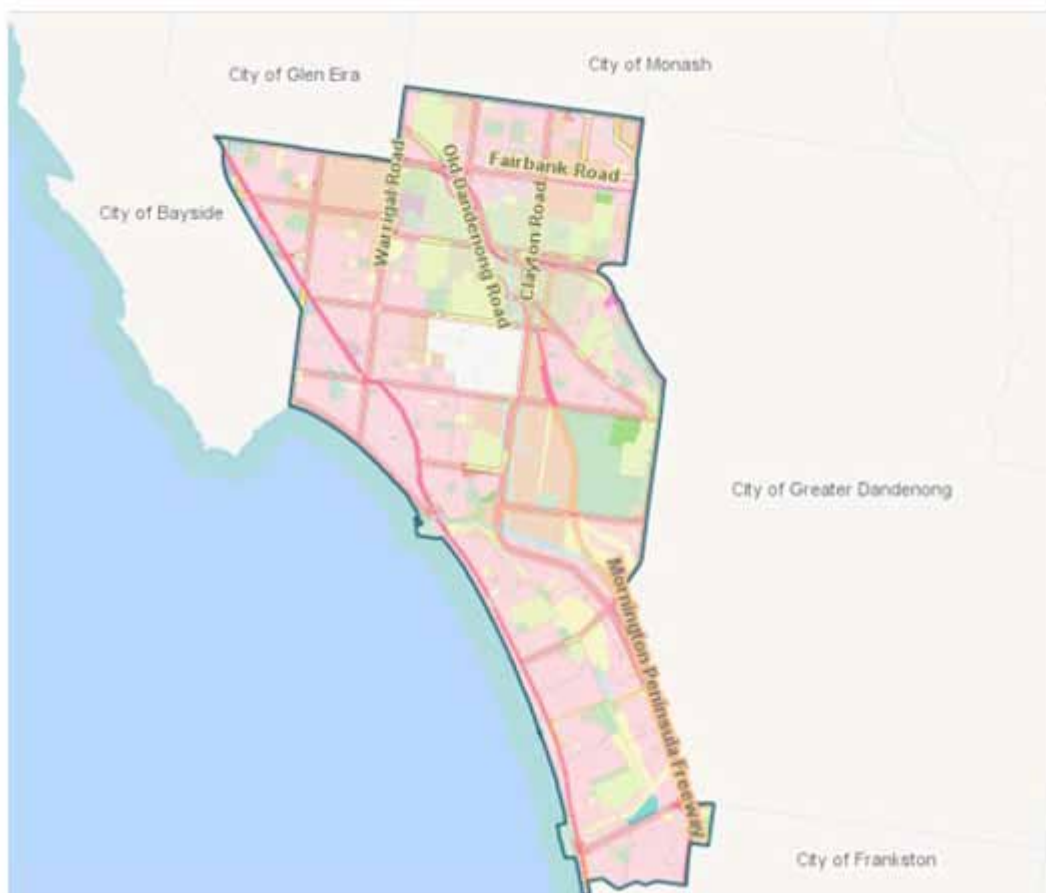 City of Glen Eira
City of Monash
Fairbank Road
Warrigal Road
Old Dandenong Road
Clayton Road
City of Bayside
City of Greater Dandenong
Mornington Peninsula Freeway
City of Frankston